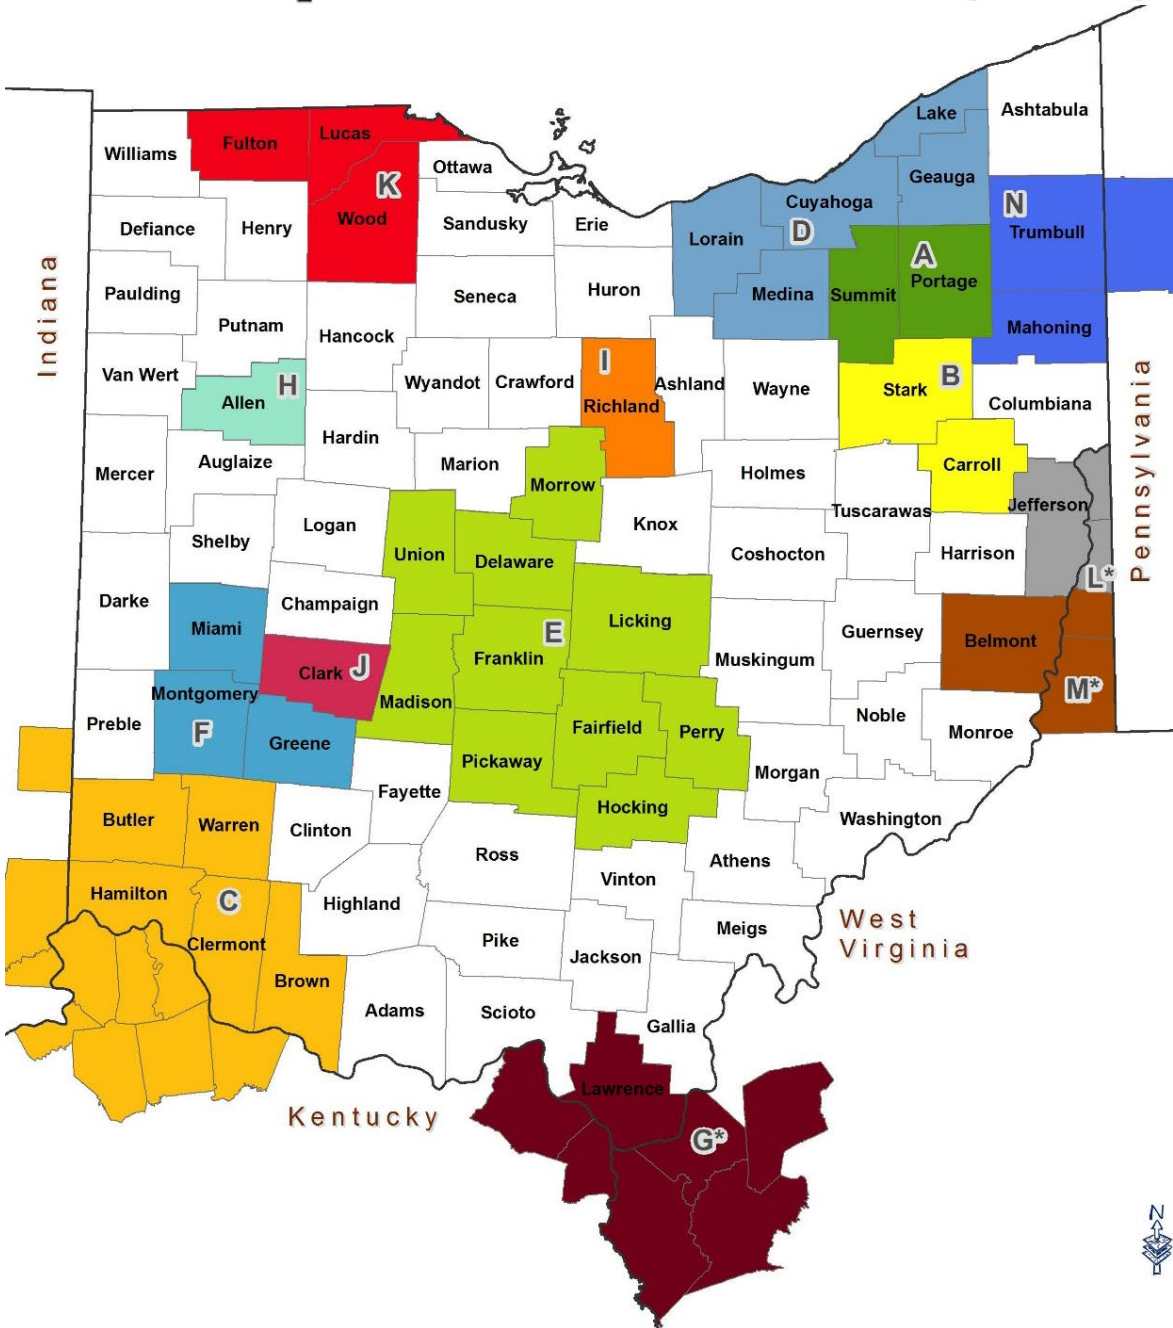 Lake
Ashtabula
Fulton
Lucas
Williams
Ottawa
Geauga
K
Cuyahoga
N
Wood
Trumbull
Defiance
Henry
Sandusky
Erie
Lorain
D
A
Portage
Paulding
Seneca
Huron
Medina
Summit
Putnam
Hancock
Mahoning
Indiana
Van Wert
H
Wyandot
Crawford
I
Ashland
Wayne
Stark
B
Allen
Richland
Columbiana
Pennsylvania
Hardin
Mercer
Auglaize
Marion
Holmes
Carroll
Morrow
Jefferson
Logan
Knox
Tuscarawas
Shelby
Union
Delaware
Coshocton
Harrison
L*
Darke
Champaign
Miami
E
Licking
Guernsey
Belmont
Franklin
Muskingum
Clark
J
Madison
M*
Montgomery
Preble
F
Greene
Fairfield
Perry
Noble
Monroe
Pickaway
Morgan
Fayette
Hocking
Butler
Warren
Clinton
Washington
Ross
Athens
Vinton
Hamilton
C
Highland
West
Virginia
Clermont
Pike
Meigs
Jackson
Brown
Adams
Scioto
Gallia
Lawrence
Kentucky
G*
N